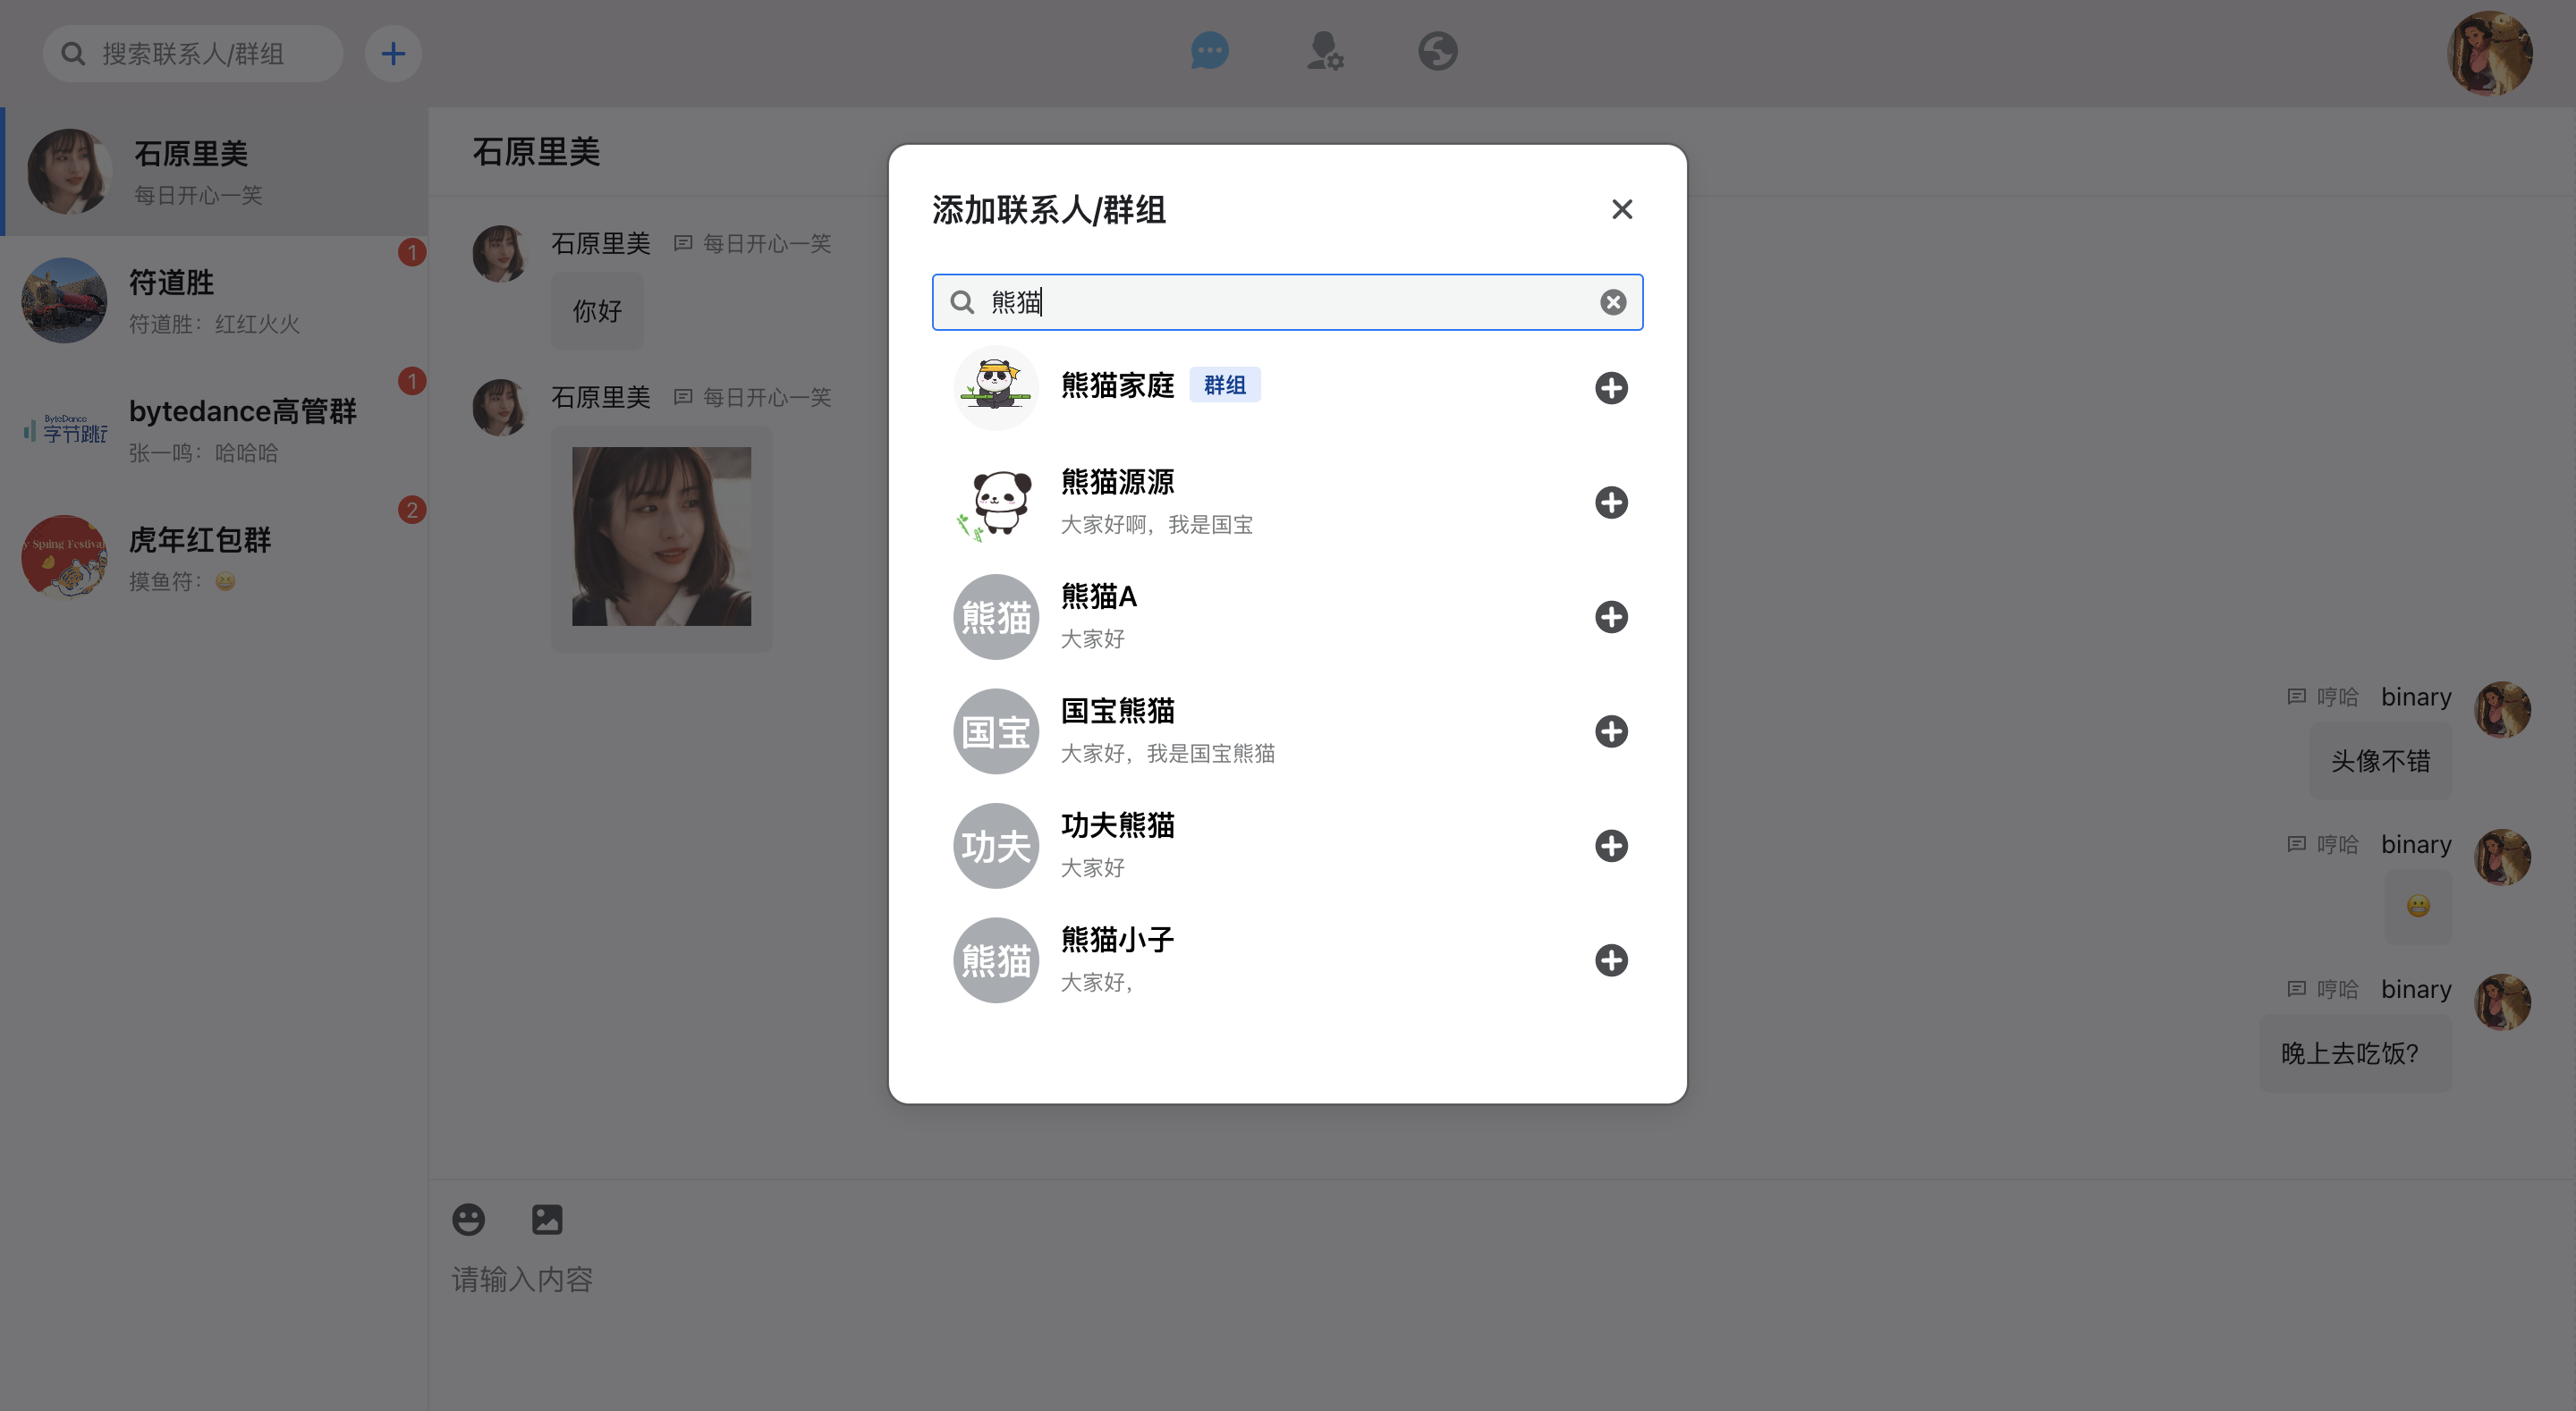 搜索联系人/群组
石原里美
每日开心一笑
1
符道胜
符道胜：红红火火
1
bytedance高管群
ByteDance
字节跳
张一鸣：哈哈哈
2
虎年红包群
y Spring Festival
摸鱼符：😆
石原里美
石原里美 每日开心一笑
你好
石原里美 每日开心一笑
哼哈 binary
头像不错
哼哈 binary
😬
哼哈 binary
晚上去吃饭？
请输入内容
添加联系人/群组
熊猫
熊猫家庭 群组
熊猫源源
大家好啊，我是国宝
熊猫
熊猫A
大家好
国宝
国宝熊猫
大家好，我是国宝熊猫
功夫
功夫熊猫
大家好
熊猫
熊猫小子
大家好，